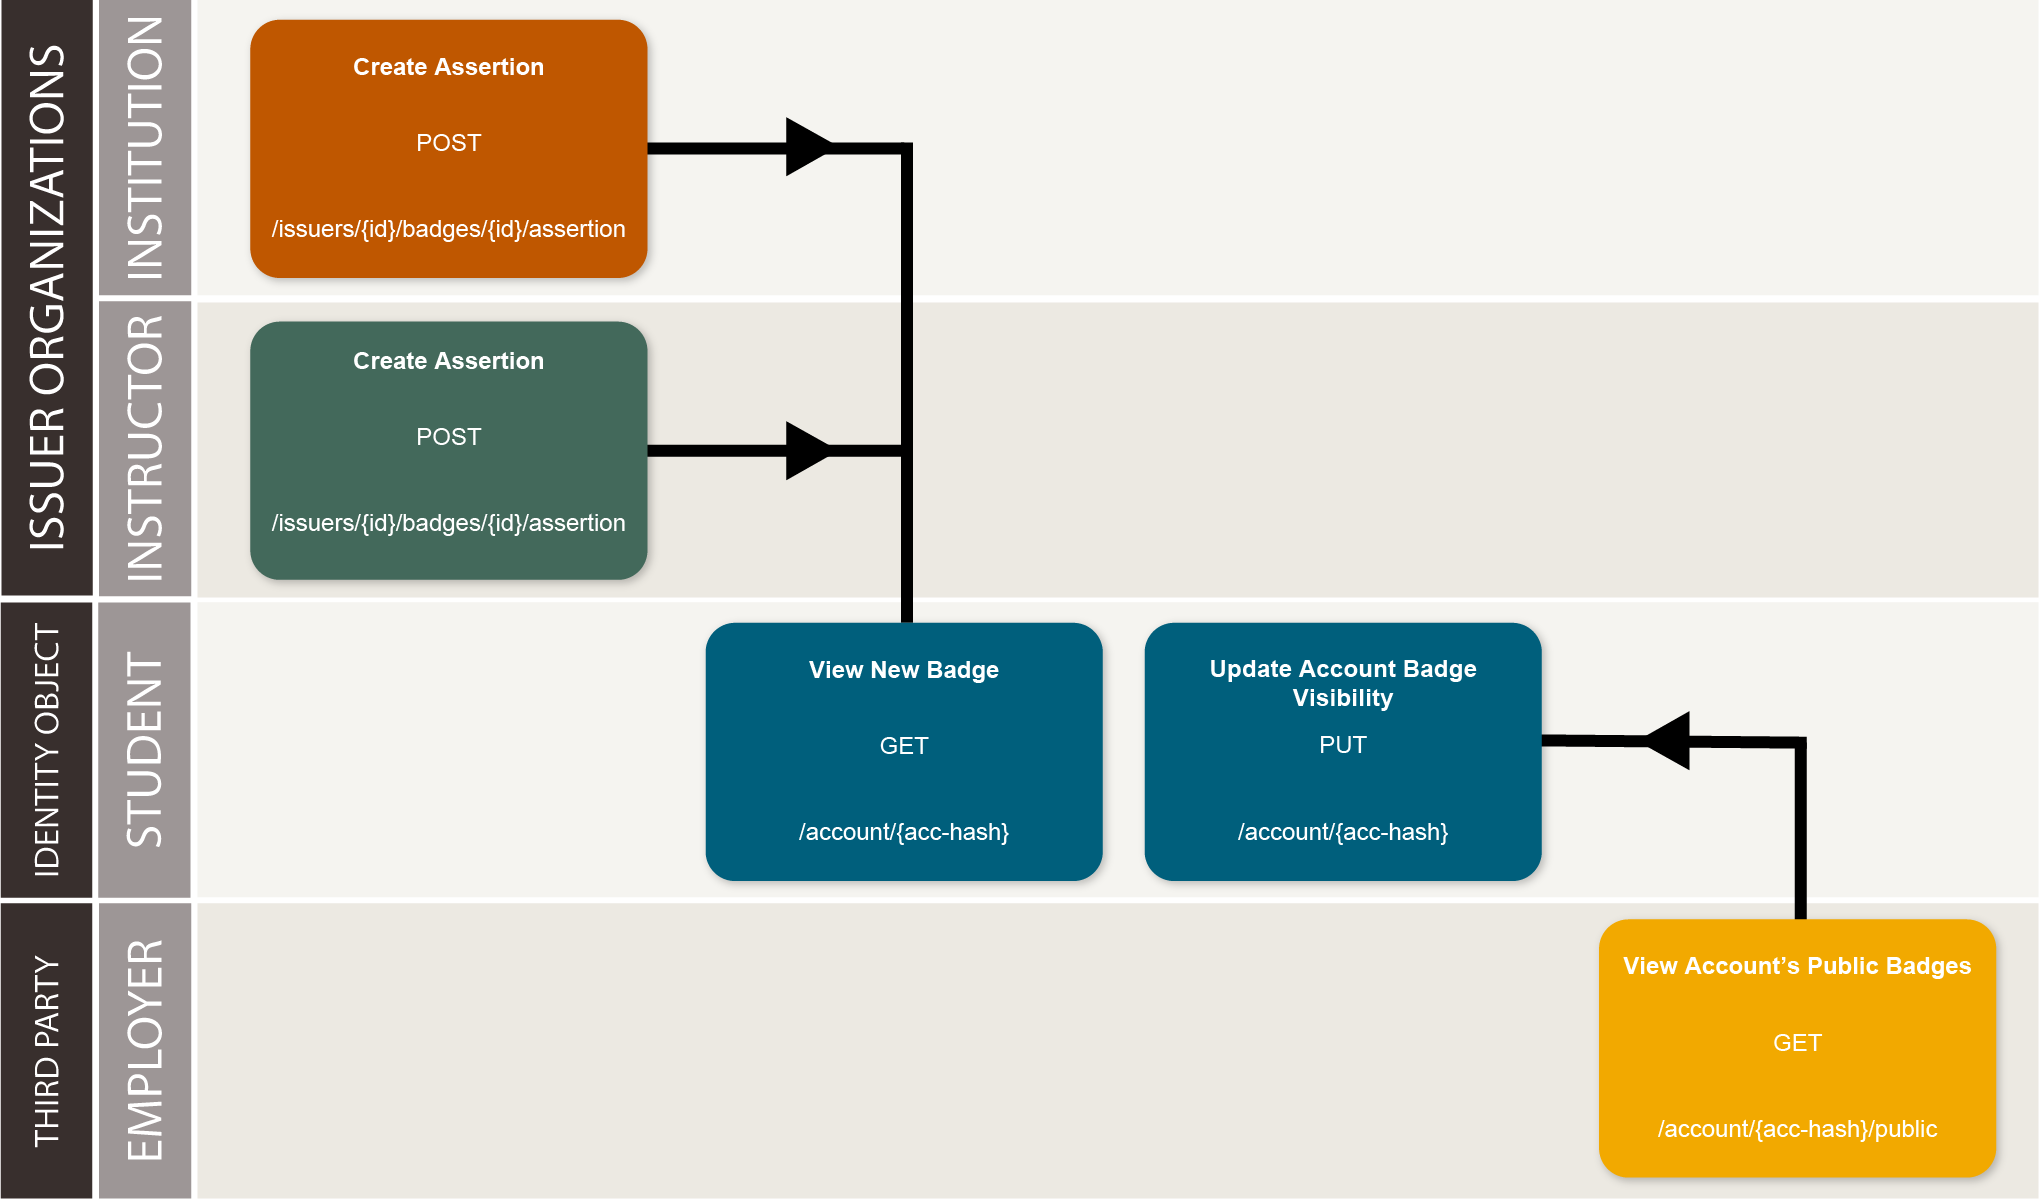 ISSUER ORGANIZATIONS
INSTITUTION
Create Assertion
POST
/issuers/{id}/badges/{id}/assertion
INSTRUCTOR
Create Assertion
POST
/issuers/{id}/badges/{id}/assertion
IDENTITY OBJECT
STUDENT
View New Badge
GET
/account/{acc-hash}
Update Account Badge
Visibility
PUT
/account/{acc-hash}
THIRD PARTY
EMPLOYER
View Account’s Public Badges
GET
/account/{acc-hash}/public